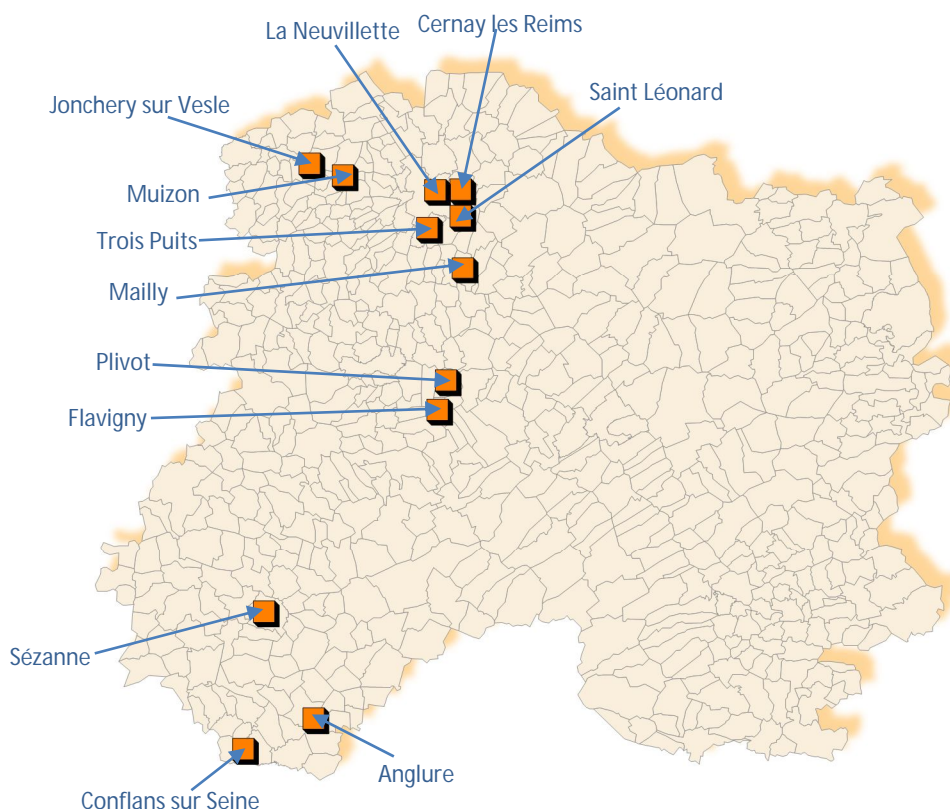 Cernay les Reims
La Neuvillette
Saint Léonard
Jonchery sur Vesle
Muizon
Trois Puits
Mailly
Plivot
Flavigny
Sézanne
Anglure
Conflans sur Seine